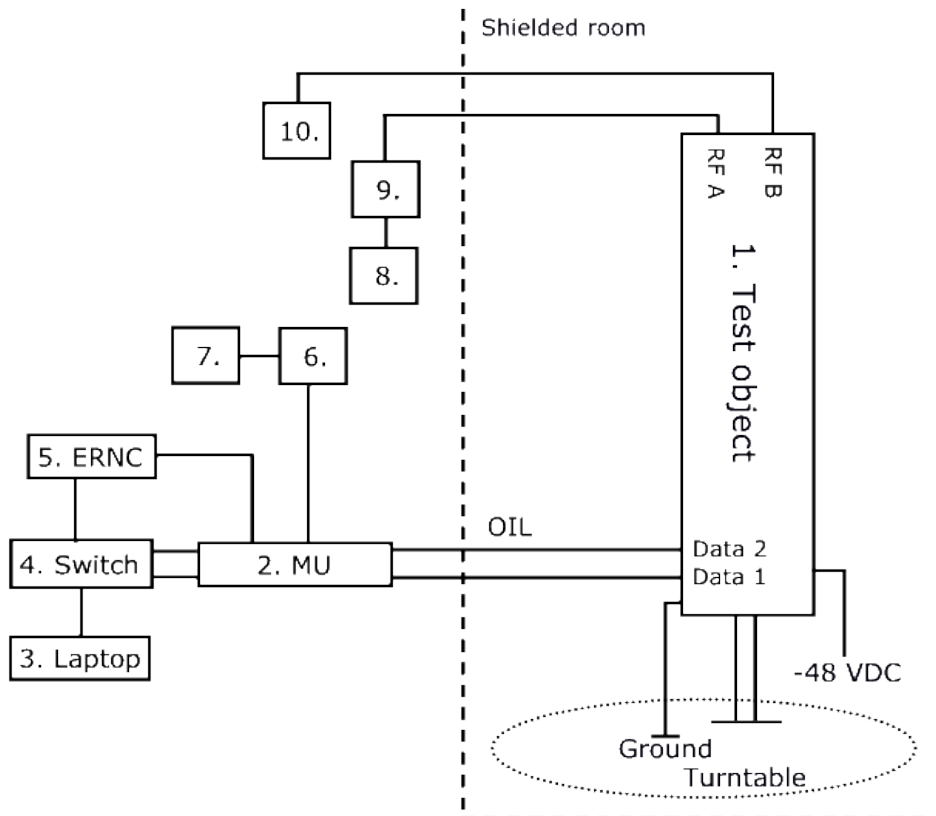 Shielded room
10.
9.
RF A
RF B
8.
1. Test object
7.
6.
5. ERNC
OIL
4. Switch
2. MU
Data 2
Data 1
3. Laptop
-48 VDC
Ground
Turntable